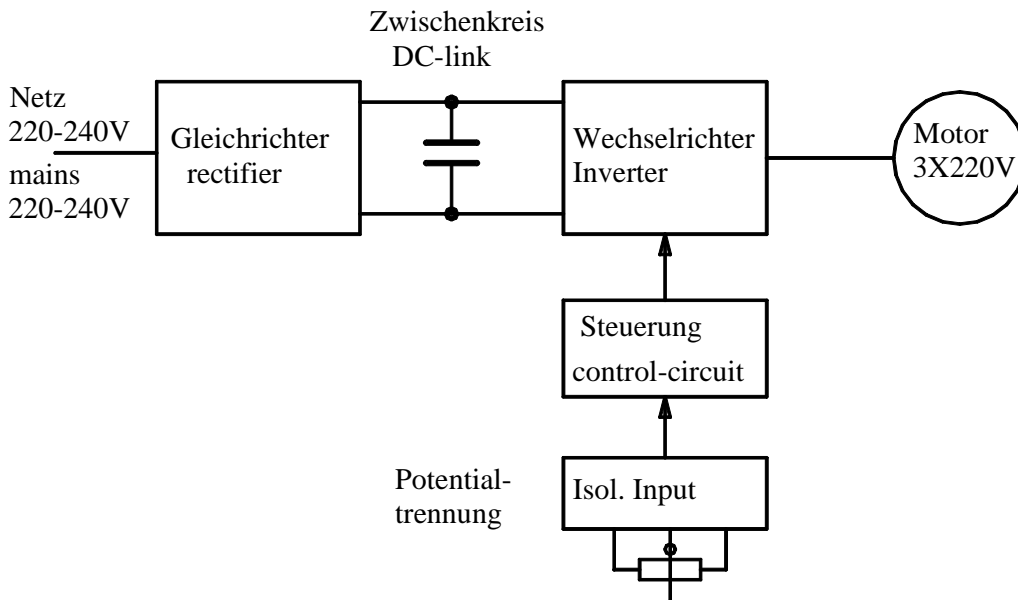 Zwischenkreis
DC-link
Netz
220-240V
mains
220-240V
Gleichrichter
rectifier
Wechselrichter
Inverter
Motor
3X220V
Steuerung
control-circuit
Potential-
trennung
Isol. Input